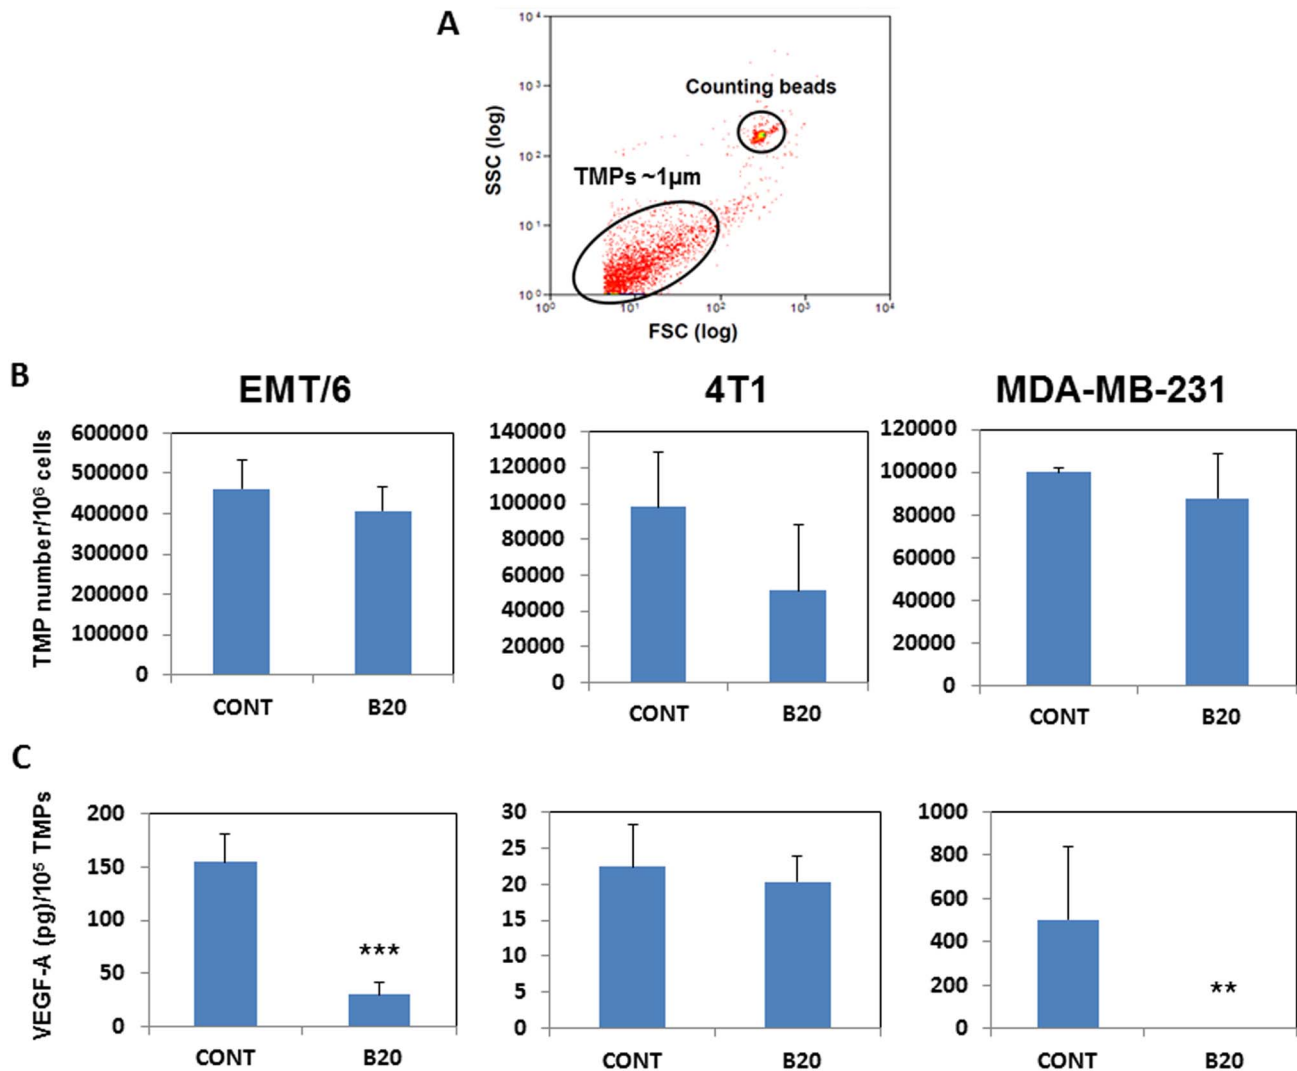 A
10⁴
10³
10²
10¹
10⁰
SSC (log)
Counting beads
TMPs ~1µm
10⁰ 10¹ 10² 10³ 10⁴
FSC (log)
B
EMT/6
4T1
MDA-MB-231
TMP number/10⁶ cells
600000
500000
400000
300000
200000
100000
0
CONT B20
140000
120000
100000
80000
60000
40000
20000
0
CONT B20
120000
100000
80000
60000
40000
20000
0
CONT B20
C
VEGF-A (pg)/10⁵ TMPs
200
150
100
50
0
***
CONT B20
30
25
20
15
10
5
0
CONT B20
1000
800
600
400
200
0
**
CONT B20